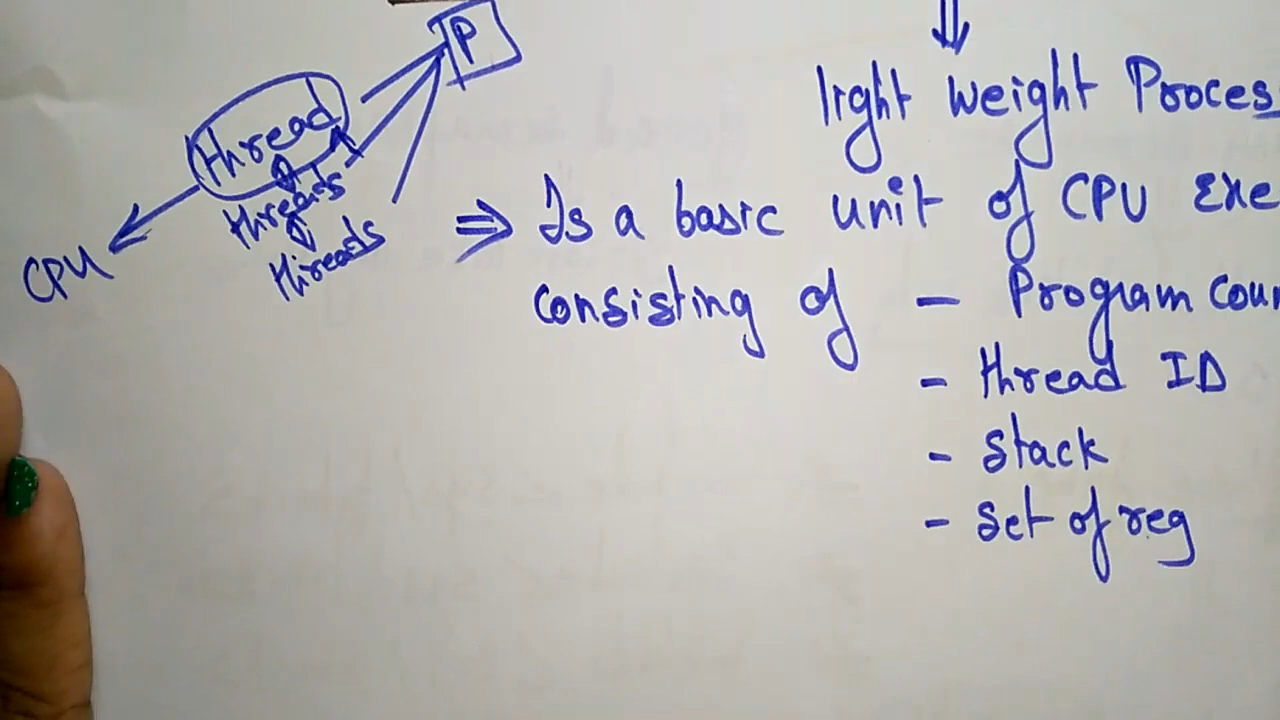 P
light weight Proces
thread
threads
threads
CPU
⇒ Is a basic unit of CPU Exe
consisting of - Program Coun
- thread ID
- stack
- set of reg